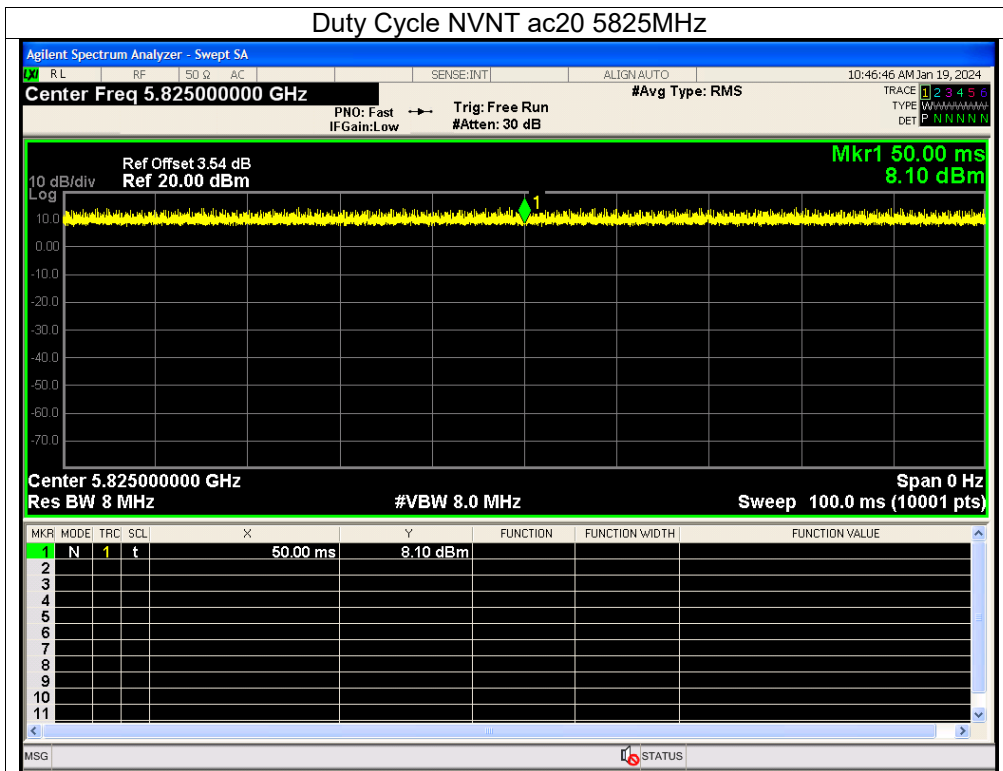 Duty Cycle NVNT ac20 5825MHz
Agilent Spectrum Analyzer - Swept SA
LXI RL RF 50 Ω AC SENSE:INT ALIGN AUTO 10:46:46 AM Jan 19, 2024
Center Freq 5.825000000 GHz #Avg Type: RMS TRACE 1 2 3 4 5 6
PNO: Fast Trig: Free Run TYPE WWWWWW
IFGain:Low #Atten: 30 dB DET P N N N N N
Mkr1 50.00 ms
8.10 dBm
Ref Offset 3.54 dB
10 dB/div Ref 20.00 dBm
Log
1
10.0
0.00
-10.0
-20.0
-30.0
-40.0
-50.0
-60.0
-70.0
Center 5.825000000 GHz Span 0 Hz
Res BW 8 MHz #VBW 8.0 MHz Sweep 100.0 ms (10001 pts)
MKR MODE TRC SCL X Y FUNCTION FUNCTION WIDTH FUNCTION VALUE
1 N 1 t 50.00 ms 8.10 dBm
2
3
4
5
6
7
8
9
10
11
MSG STATUS